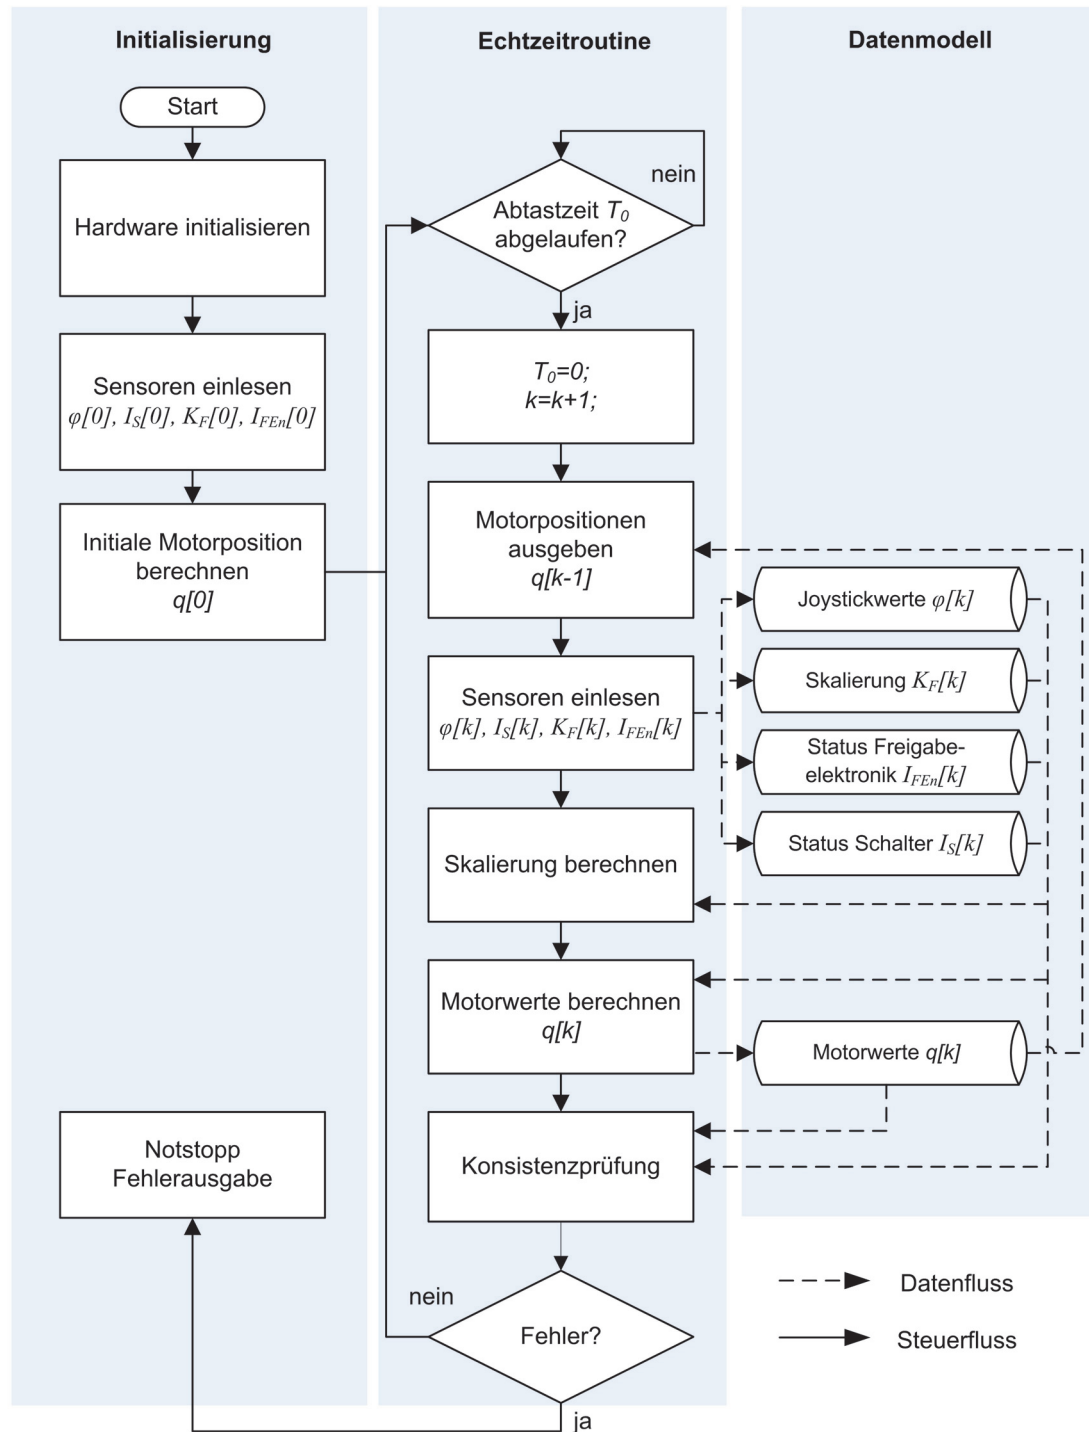 Initialisierung
Start
Hardware initialisieren
Sensoren einlesen
φ[0], I_S[0], K_F[0], I_FEn[0]
Initiale Motorposition
berechnen
q[0]
Notstopp
Fehlerausgabe
Echtzeitroutine
nein
Abtastzeit T_0
abgelaufen?
ja
T_0=0;
k=k+1;
Motorpositionen
ausgeben
q[k-1]
Sensoren einlesen
φ[k], I_S[k], K_F[k], I_FEn[k]
Skalierung berechnen
Motorwerte berechnen
q[k]
Konsistenzprüfung
nein
Fehler?
ja
Datenmodell
Joystickwerte φ[k]
Skalierung K_F[k]
Status Freigabe-
elektronik I_FEn[k]
Status Schalter I_S[k]
Motorwerte q[k]
Datenfluss
Steuerfluss